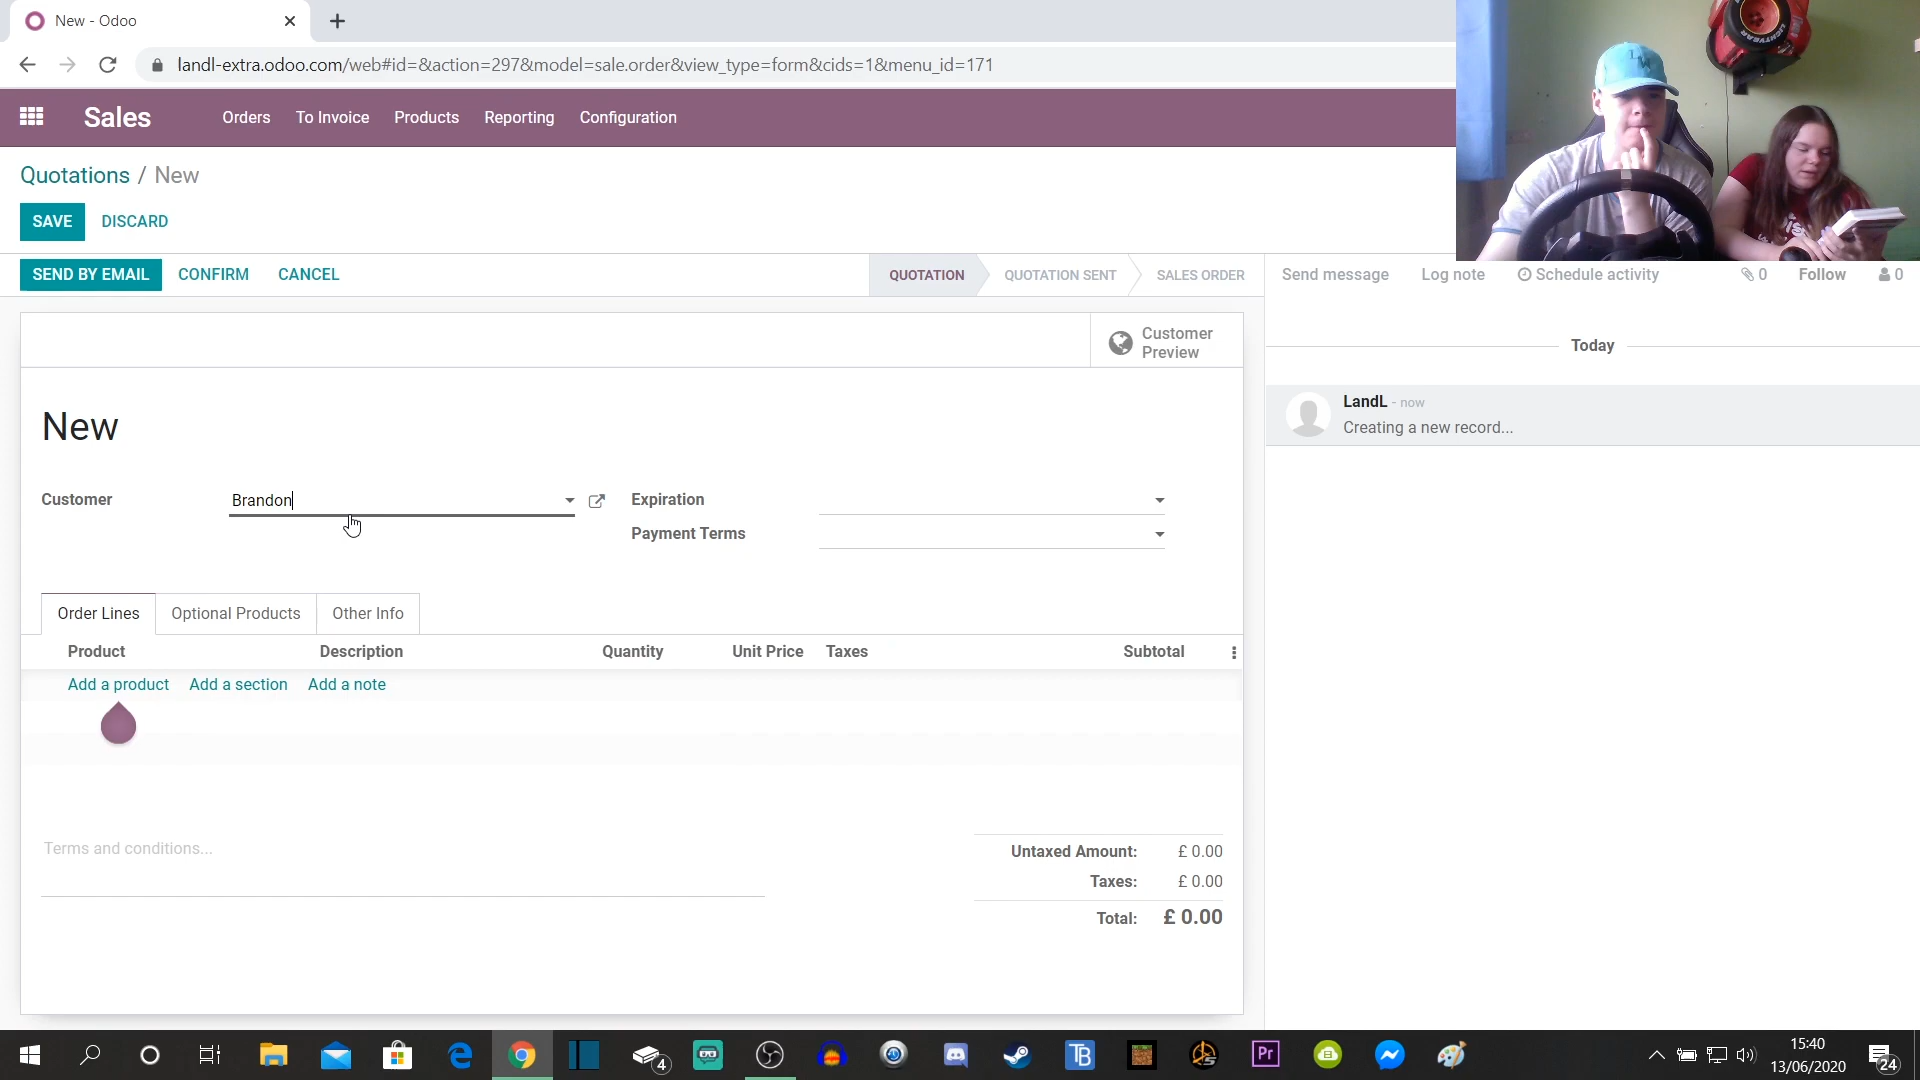 New - Odoo
landl-extra.odoo.com/web#id=&action=297&model=sale.order&view_type=form&cids=1&menu_id=171
Sales Orders To Invoice Products Reporting Configuration
Quotations / New
SAVE DISCARD
SEND BY EMAIL CONFIRM CANCEL QUOTATION QUOTATION SENT SALES ORDER Send message Log note Schedule activity 0 Follow 0
Customer
Preview
Today
LandL - now
Creating a new record...
New
Customer Brandon Expiration
Payment Terms
Order Lines Optional Products Other Info
Product Description Quantity Unit Price Taxes Subtotal
Add a product Add a section Add a note
Terms and conditions...
Untaxed Amount: £ 0.00
Taxes: £ 0.00
Total: £ 0.00
4
TB
Pr
15:40
13/06/2020
24